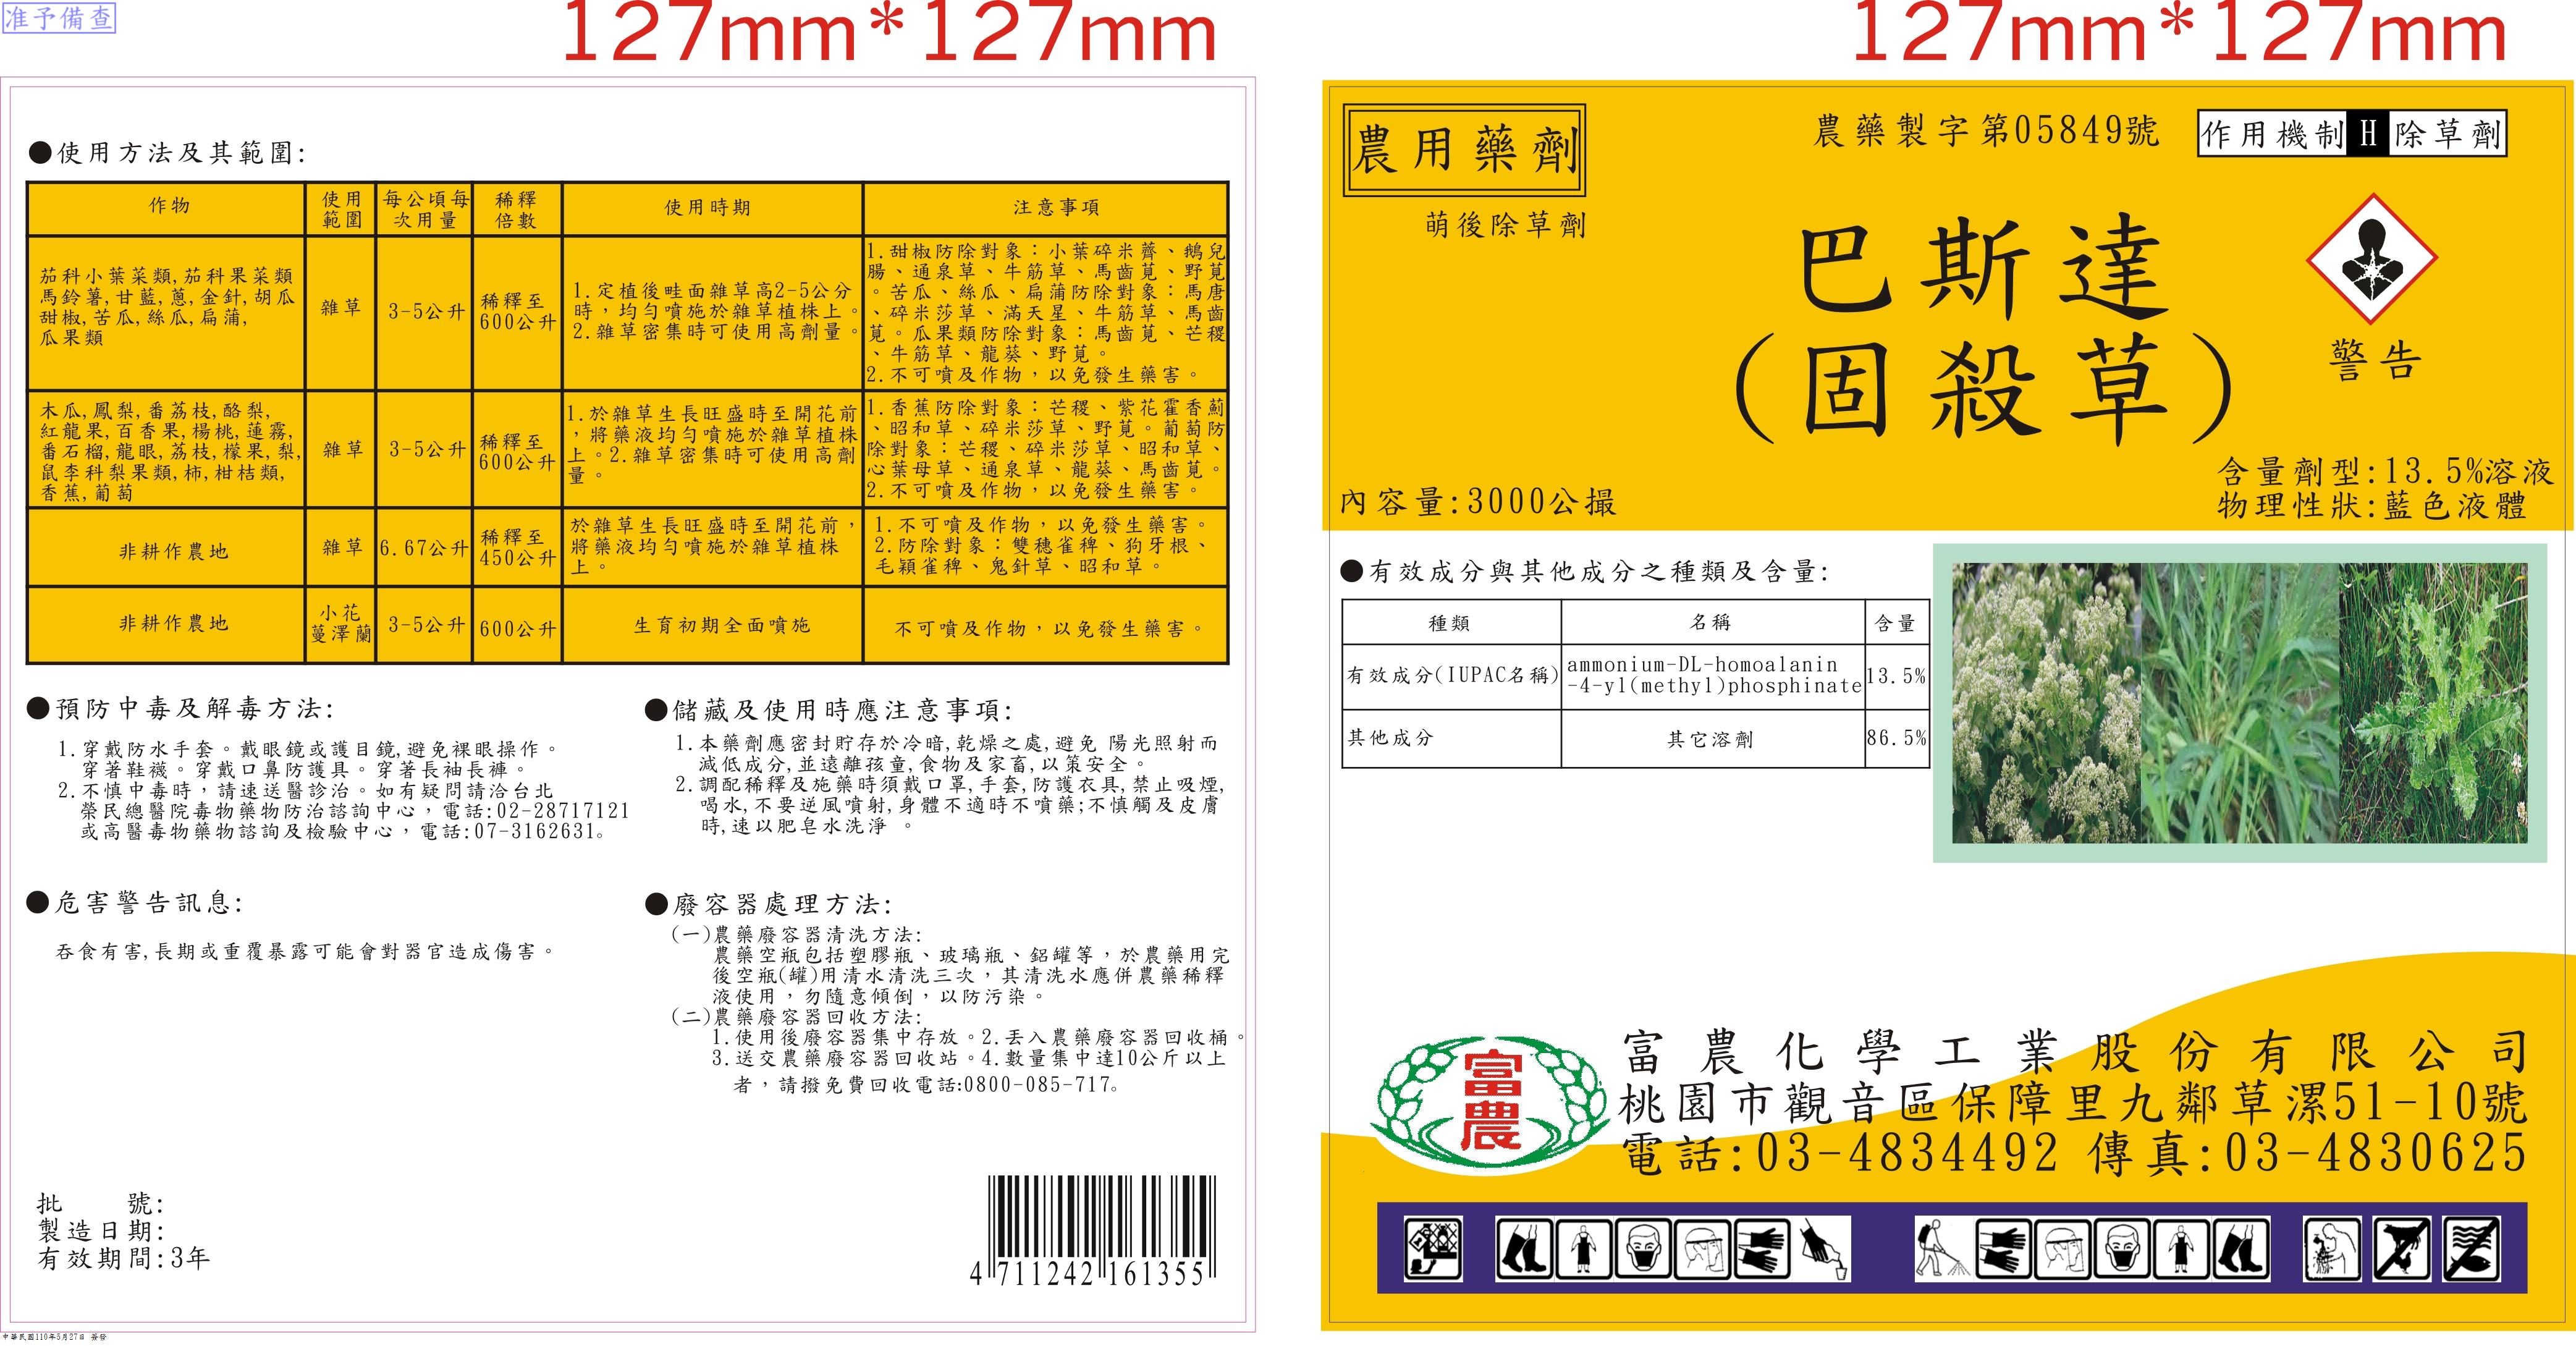 准予備查
127mm*127mm
127mm*127mm
●使用方法及其範圍:
作物
使用
範圍
每公頃每
次用量
稀釋
倍數
使用時期
注意事項
茄科小葉菜類,茄科果菜類
馬鈴薯,甘藍,蔥,金針,胡瓜
甜椒,苦瓜,絲瓜,扁蒲,
瓜果類
雜草
3-5公升
稀釋至
600公升
1.定植後畦面雜草高2-5公分
時，均勻噴施於雜草植株上。
2.雜草密集時可使用高劑量。
1.甜椒防除對象：小葉碎米薺、鵝兒
腸、通泉草、牛筋草、馬齒莧、野莧
。苦瓜、絲瓜、扁蒲防除對象：馬唐
、碎米莎草、滿天星、牛筋草、馬齒
莧。瓜果類防除對象：馬齒莧、芒稷
、牛筋草、龍葵、野莧。
2.不可噴及作物，以免發生藥害。
木瓜,鳳梨,番荔枝,酪梨,
紅龍果,百香果,楊桃,蓮霧,
番石榴,龍眼,荔枝,檬果,梨,
鼠李科梨果類,柿,柑桔類,
香蕉,葡萄
雜草
3-5公升
稀釋至
600公升
1.於雜草生長旺盛時至開花前
，將藥液均勻噴施於雜草植株
上。2.雜草密集時可使用高劑
量。
1.香蕉防除對象：芒稷、紫花霍香薊
、昭和草、碎米莎草、野莧。葡萄防
除對象：芒稷、碎米莎草、昭和草、
心葉母草、通泉草、龍葵、馬齒莧。
2.不可噴及作物，以免發生藥害。
非耕作農地
雜草
6.67公升
稀釋至
450公升
於雜草生長旺盛時至開花前，
將藥液均勻噴施於雜草植株
上。
1.不可噴及作物，以免發生藥害。
2.防除對象：雙穗雀稗、狗牙根、
毛穎雀稗、鬼針草、昭和草。
非耕作農地
小花
蔓澤蘭
3-5公升
600公升
生育初期全面噴施
不可噴及作物，以免發生藥害。
●預防中毒及解毒方法:
1.穿戴防水手套。戴眼鏡或護目鏡,避免裸眼操作。
穿著鞋襪。穿戴口鼻防護具。穿著長袖長褲。
2.不慎中毒時，請速送醫診治。如有疑問請洽台北
榮民總醫院毒物藥物防治諮詢中心，電話:02-28717121
或高醫毒物藥物諮詢及檢驗中心，電話:07-3162631。
●儲藏及使用時應注意事項:
1.本藥劑應密封貯存於冷暗,乾燥之處,避免 陽光照射而
減低成分,並遠離孩童,食物及家畜,以策安全。
2.調配稀釋及施藥時須戴口罩,手套,防護衣具,禁止吸煙,
喝水,不要逆風噴射,身體不適時不噴藥;不慎觸及皮膚
時,速以肥皂水洗淨 。
●危害警告訊息:
吞食有害,長期或重覆暴露可能會對器官造成傷害。
●廢容器處理方法:
(一)農藥廢容器清洗方法:
農藥空瓶包括塑膠瓶、玻璃瓶、鋁罐等，於農藥用完
後空瓶(罐)用清水清洗三次，其清洗水應併農藥稀釋
液使用，勿隨意傾倒，以防污染。
(二)農藥廢容器回收方法:
1.使用後廢容器集中存放。2.丟入農藥廢容器回收桶。
3.送交農藥廢容器回收站。4.數量集中達10公斤以上
者，請撥免費回收電話:0800-085-717。
批　　號:
製造日期:
有效期間:3年
4 711242 161355
中華民國110年5月27日 簽發
農用藥劑
萌後除草劑
農藥製字第05849號
作用機制 H 除草劑
巴斯達
(固殺草)
警告
內容量:3000公撮
含量劑型:13.5%溶液
物理性狀:藍色液體
●有效成分與其他成分之種類及含量:
種類
名稱
含量
有效成分(IUPAC名稱)
ammonium-DL-homoalanin
-4-yl(methyl)phosphinate
13.5%
其他成分
其它溶劑
86.5%
富農
富農化學工業股份有限公司
桃園市觀音區保障里九鄰草漯51-10號
電話:03-4834492 傳真:03-4830625